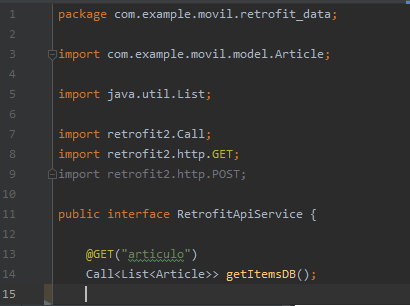 1 package com.example.movil.retrofit_data;
2
3 import com.example.movil.model.Article;
4
5 import java.util.List;
6
7 import retrofit2.Call;
8 import retrofit2.http.GET;
9 import retrofit2.http.POST;
10
11 public interface RetrofitApiService {
12
13 @GET("articulo")
14 Call<List<Article>> getItemsDB();
15